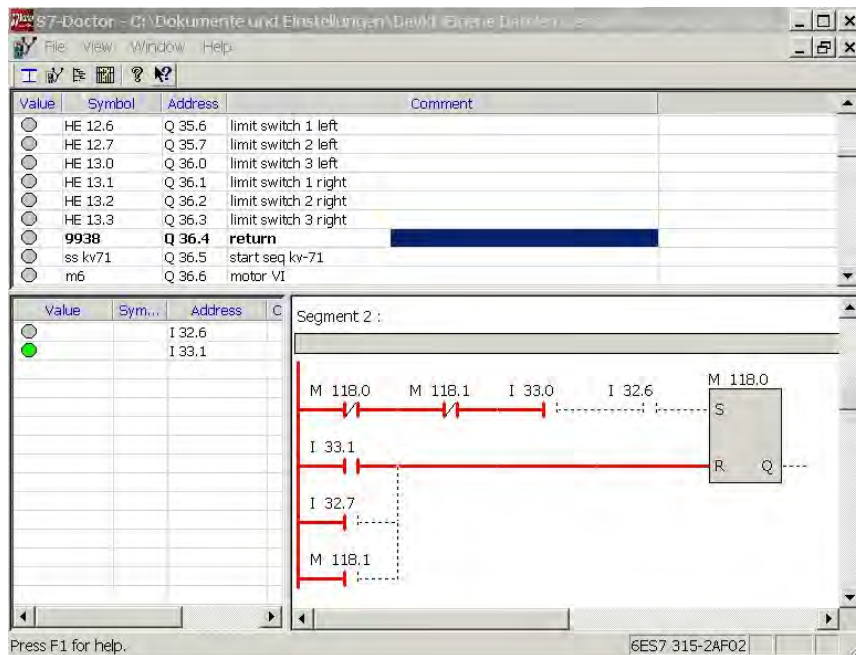 S7-Doctor - C:\Dokumente und Einstellungen\David\Eigene Dateien
File View Window Help
Value Symbol Address Comment
HE 12.6 Q 35.6 limit switch 1 left
HE 12.7 Q 35.7 limit switch 2 left
HE 13.0 Q 36.0 limit switch 3 left
HE 13.1 Q 36.1 limit switch 1 right
HE 13.2 Q 36.2 limit switch 2 right
HE 13.3 Q 36.3 limit switch 3 right
9938 Q 36.4 return
ss kv71 Q 36.5 start seq kv-71
m6 Q 36.6 motor VI
Value Sym... Address C
I 32.6
I 33.1
Segment 2 :
M 118.0 M 118.1 I 33.0 I 32.6 M 118.0
S
I 33.1
R Q
I 32.7
M 118.1
Press F1 for help. 6ES7 315-2AF02